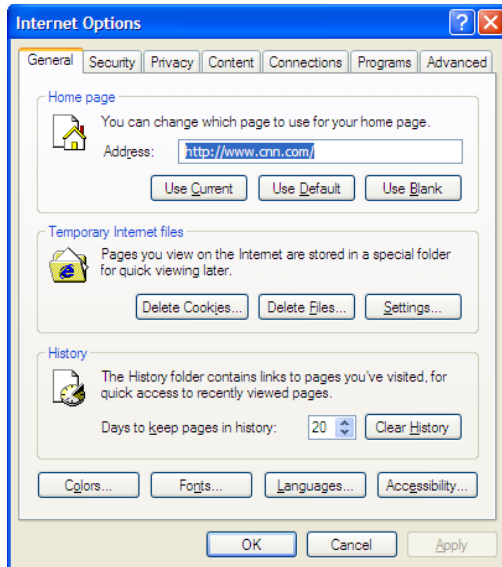 Internet Options
General Security Privacy Content Connections Programs Advanced
Home page
You can change which page to use for your home page.
Address: http://www.cnn.com/
Use Current Use Default Use Blank
Temporary Internet files
Pages you view on the Internet are stored in a special folder
for quick viewing later.
Delete Cookies... Delete Files... Settings...
History
The History folder contains links to pages you've visited, for
quick access to recently viewed pages.
Days to keep pages in history: 20 Clear History
Colors... Fonts... Languages... Accessibility...
OK Cancel Apply